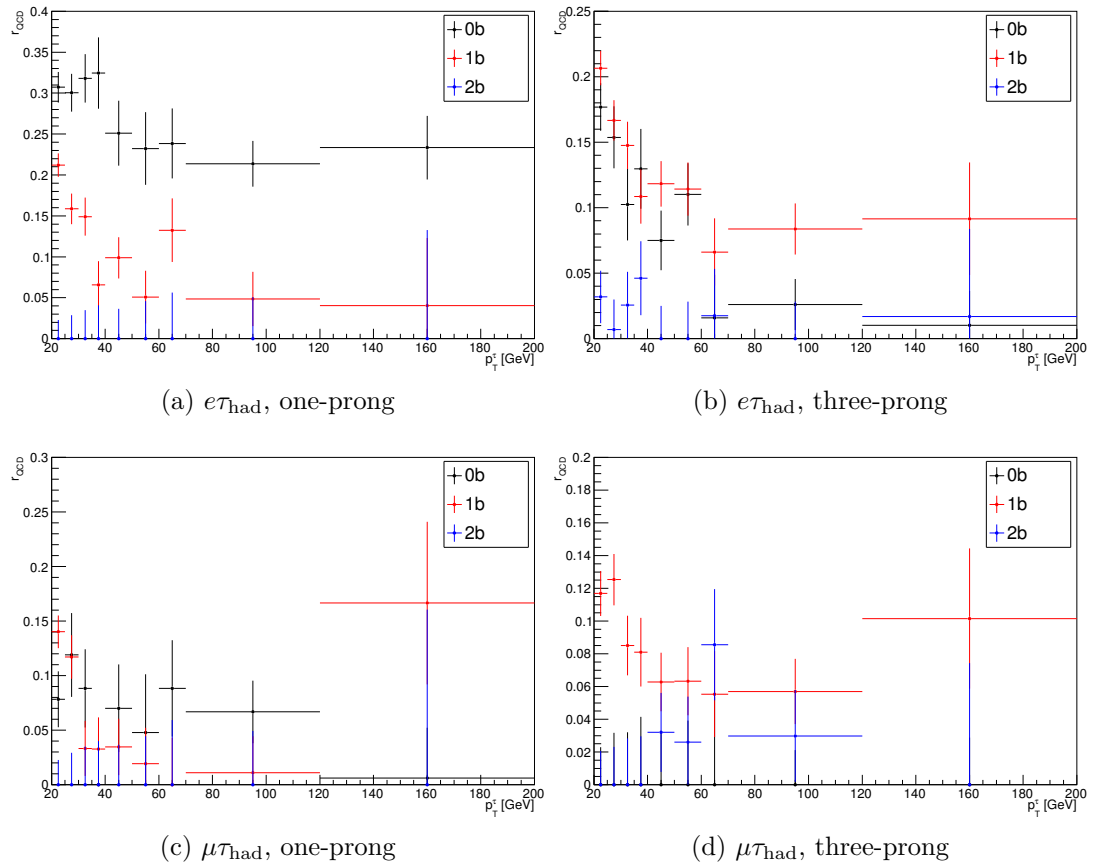 r_QCD
0.4
0.35
0.3
0.25
0.2
0.15
0.1
0.05
0
20 40 60 80 100 120 140 160 180 200
p_T^τ [GeV]
0b
1b
2b
(a) eτ_had, one-prong
r_QCD
0.25
0.2
0.15
0.1
0.05
0
20 40 60 80 100 120 140 160 180 200
p_T^τ [GeV]
0b
1b
2b
(b) eτ_had, three-prong
r_QCD
0.3
0.25
0.2
0.15
0.1
0.05
0
20 40 60 80 100 120 140 160 180 200
p_T^τ [GeV]
0b
1b
2b
(c) μτ_had, one-prong
r_QCD
0.2
0.18
0.16
0.14
0.12
0.1
0.08
0.06
0.04
0.02
0
20 40 60 80 100 120 140 160 180 200
p_T^τ [GeV]
0b
1b
2b
(d) μτ_had, three-prong